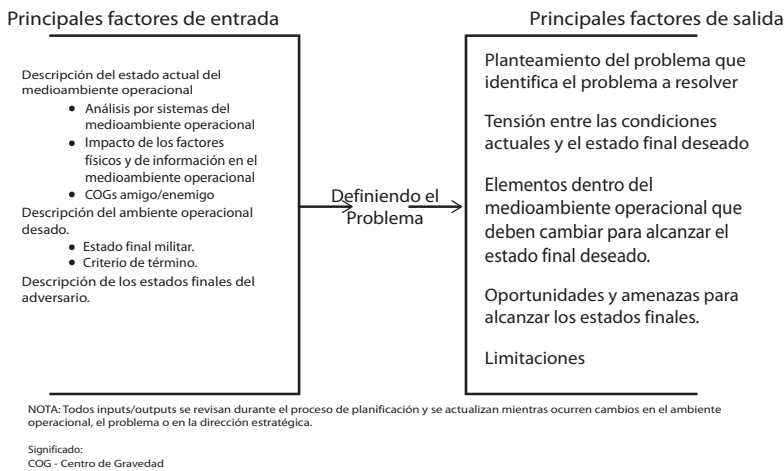 Principales factores de entrada
Descripción del estado actual del
medioambiente operacional
• Análisis por sistemas del
medioambiente operacional
• Impacto de los factores
físicos y de información en el
medioambiente operacional
• COGs amigo/enemigo
Descripción del ambiente operacional
desado.
• Estado final militar.
• Criterio de término.
Descripción de los estados finales del
adversario.
Definiendo el
Problema
Principales factores de salida
Planteamiento del problema que
identifica el problema a resolver
Tensión entre las condiciones
actuales y el estado final deseado
Elementos dentro del
medioambiente operacional que
deben cambiar para alcanzar el
estado final deseado.
Oportunidades y amenazas para
alcanzar los estados finales.
Limitaciones
NOTA: Todos inputs/outputs se revisan durante el proceso de planificación y se actualizan mientras ocurren cambios en el ambiente
operacional, el problema o en la dirección estratégica.
Significado:
COG - Centro de Gravedad